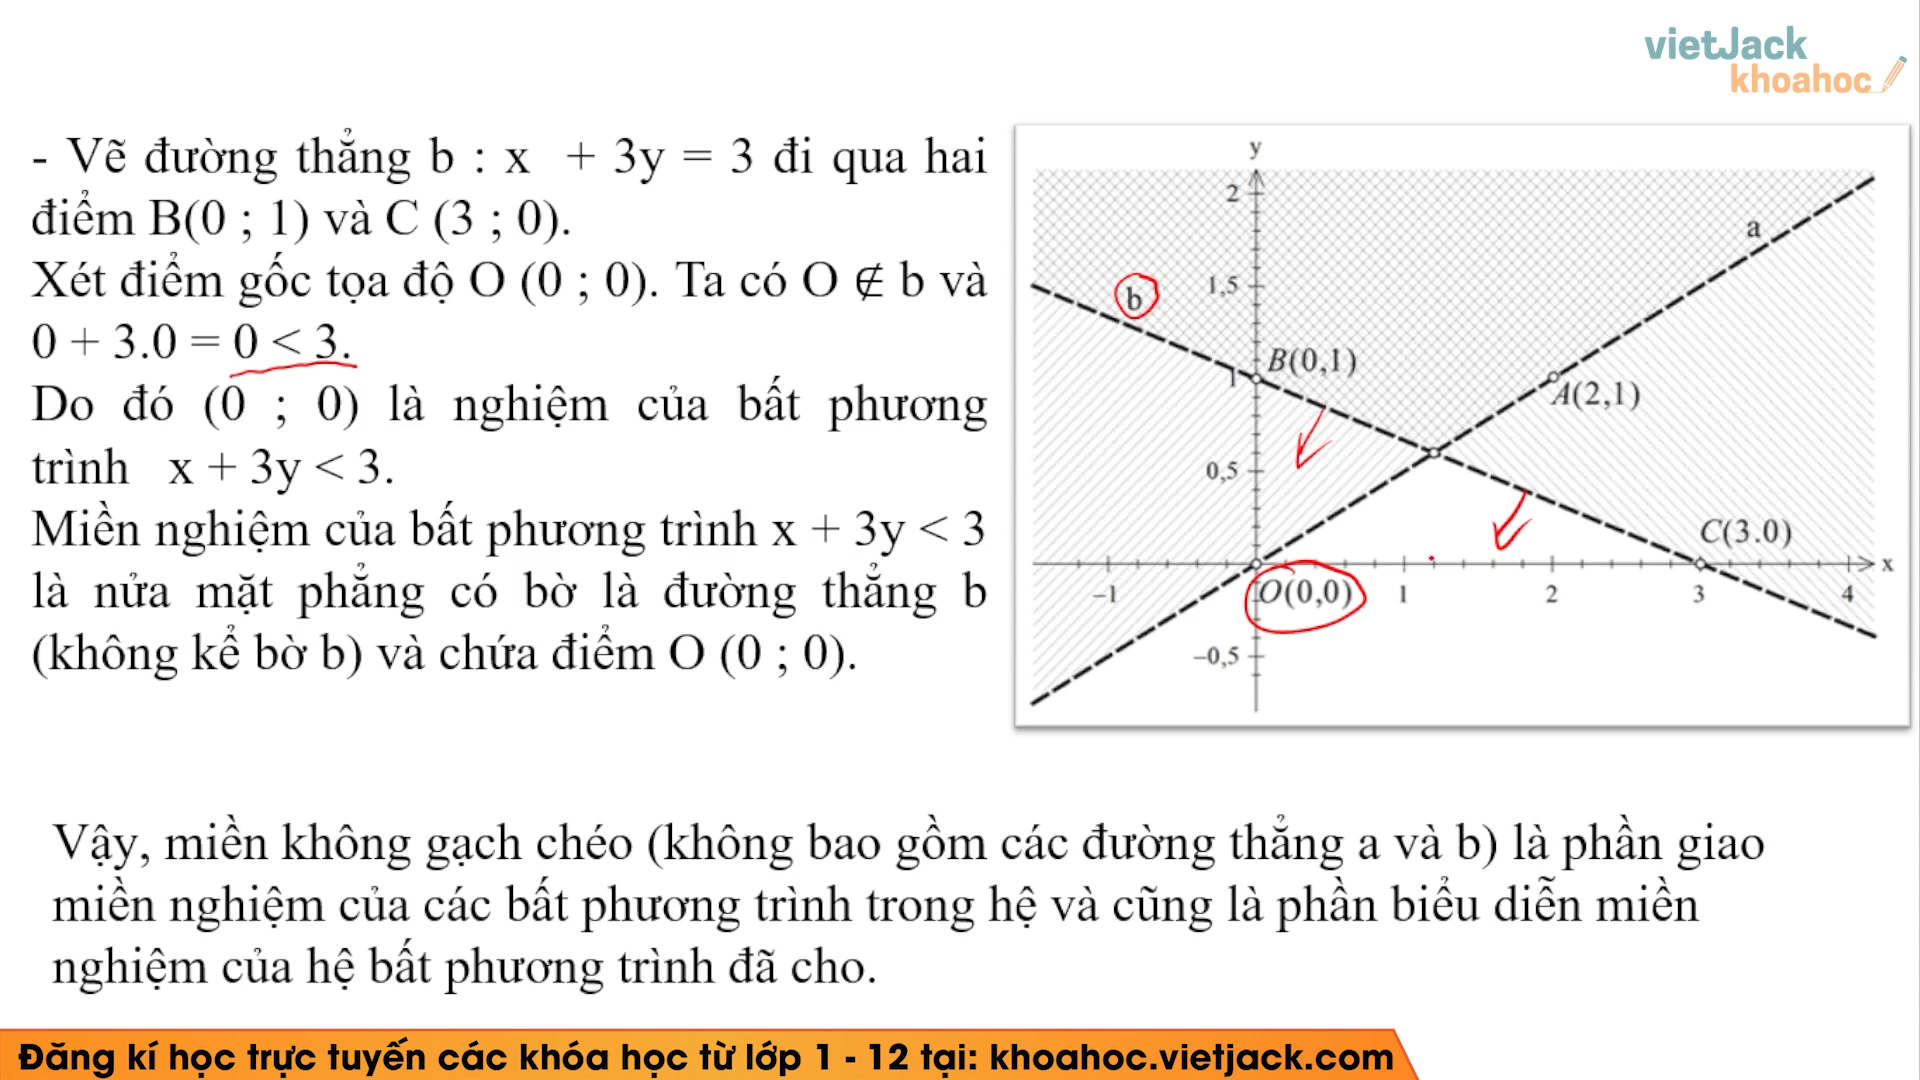 vietJack
khoahoc
- Vẽ đường thẳng b : x + 3y = 3 đi qua hai
điểm B(0 ; 1) và C (3 ; 0).
Xét điểm gốc tọa độ O (0 ; 0). Ta có O ∉ b và
0 + 3.0 = 0 < 3.
Do đó (0 ; 0) là nghiệm của bất phương
trình x + 3y < 3.
Miền nghiệm của bất phương trình x + 3y < 3
là nửa mặt phẳng có bờ là đường thẳng b
(không kể bờ b) và chứa điểm O (0 ; 0).
y
2
a
1,5
b
B(0,1)
1
A(2,1)
0,5
C(3.0)
x
–1
O(0,0)
1
2
3
4
–0,5
Vậy, miền không gạch chéo (không bao gồm các đường thẳng a và b) là phần giao
miền nghiệm của các bất phương trình trong hệ và cũng là phần biểu diễn miền
nghiệm của hệ bất phương trình đã cho.
Đăng kí học trực tuyến các khóa học từ lớp 1 - 12 tại: khoahoc.vietjack.com